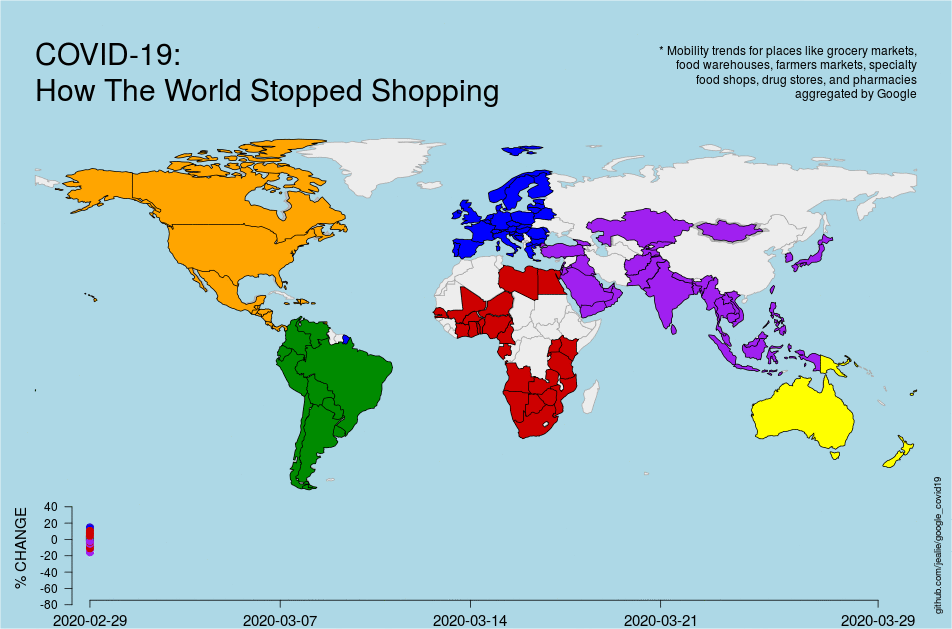 COVID-19:
How The World Stopped Shopping
* Mobility trends for places like grocery markets,
food warehouses, farmers markets, specialty
food shops, drug stores, and pharmacies
aggregated by Google
github.com/jealie/google_covid19
% CHANGE
40
20
0
-20
-40
-60
-80
2020-02-29
2020-03-07
2020-03-14
2020-03-21
2020-03-29